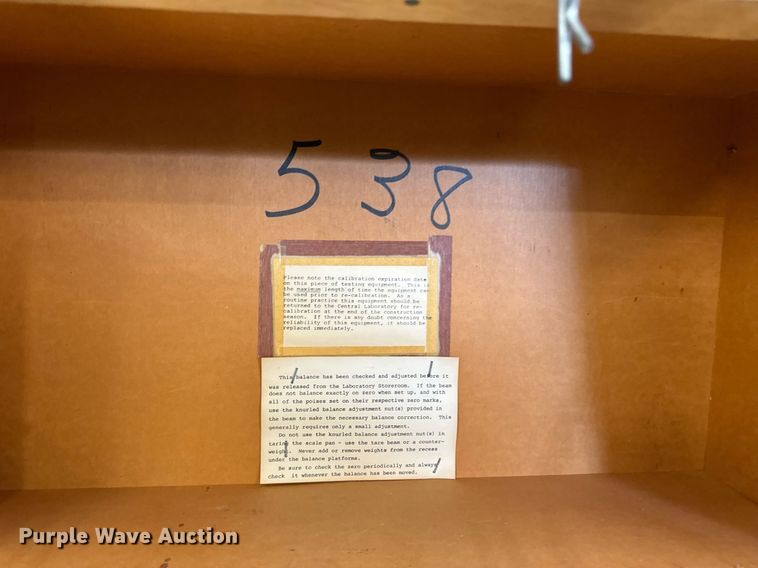 538
Please note the calibration expiration date
on this piece of testing equipment. This is
the maximum length of time the equipment can
be used prior to re-calibration. As a
routine practice this equipment should be
returned to the Central Laboratory for re-
calibration at the end of the construction
season. If there is any doubt concerning the
reliability of this equipment, it should be
replaced immediately.
This balance has been checked and adjusted before it
was released from the Laboratory Storeroom. If the beam
does not balance exactly on zero when set up, and with
all of the poises set on their respective zero marks,
use the knurled balance adjustment nut(s) provided in
the beam to make the necessary balance correction. This
generally requires only a small adjustment.
Do not use the knurled balance adjustment nut(s) in
taring the scale pan - use the tare beam or a counter-
weight. Never add or remove weights from the recess
under the balance platforms.
Be sure to check the zero periodically and always
check it whenever the balance has been moved.
Purple Wave Auction